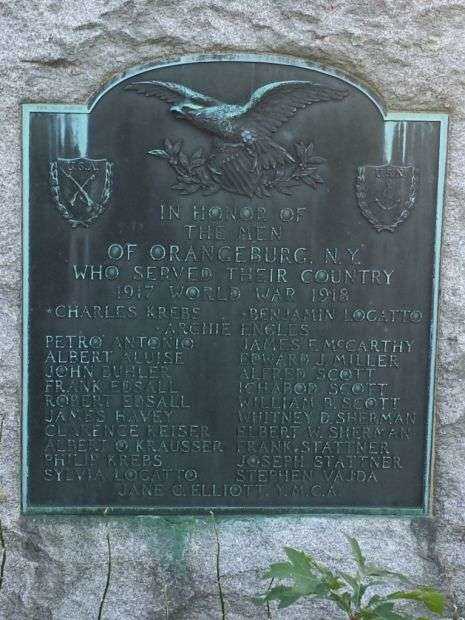 U.S.A.
U.S.N.
IN HONOR OF
THE MEN
OF ORANGEBURG, N.Y.
WHO SERVED THEIR COUNTRY
1917 WORLD WAR 1918
*CHARLES KREBS *BENJAMIN LOGATTO
*ARCHIE ENGLES
PETRO ANTONIO JAMES F. MCCARTHY
ALBERT ALUISE EDWARD J. MILLER
JOHN BUHLER ALFRED SCOTT
FRANK EDSALL ICHABOD SCOTT
ROBERT EDSALL WILLIAM B. SCOTT
JAMES HAVEY WHITNEY D. SHERMAN
CLARENCE KEISER ELBERT W. SHERMAN
ALBERT O. KRAUSSER FRANK STATTNER
PHILIP KREBS JOSEPH STATTNER
SYLVIA LOGATTO STEPHEN VAJDA
JANE C. ELLIOTT, Y.M.C.A.